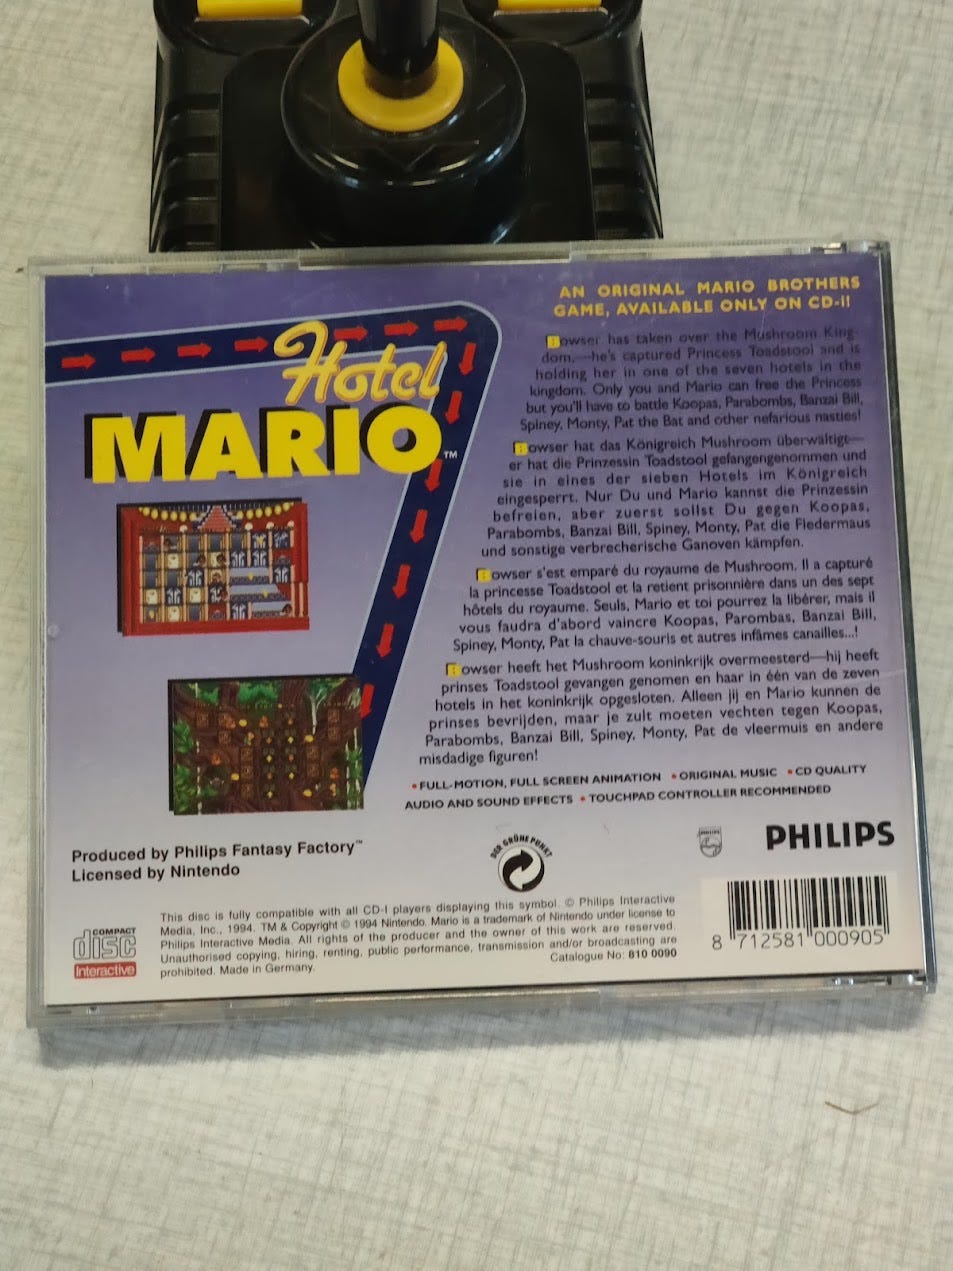 AN ORIGINAL MARIO BROTHERS
GAME, AVAILABLE ONLY ON CD-I!
Hotel
MARIO™
Bowser has taken over the Mushroom King-
dom,—he's captured Princess Toadstool and is
holding her in one of the seven hotels in the
kingdom. Only you and Mario can free the Princess
but you'll have to battle Koopas, Parabombs, Banzai Bill,
Spiney, Monty, Pat the Bat and other nefarious nasties!
Bowser hat das Königreich Mushroom überwältigt—
er hat die Prinzessin Toadstool gefangengenommen und
sie in eines der sieben Hotels im Königreich
eingesperrt. Nur Du und Mario kannst die Prinzessin
befreien, aber zuerst sollst Du gegen Koopas,
Parabombs, Banzai Bill, Spiney, Monty, Pat die Fledermaus
und sonstige verbrecherische Ganoven kämpfen.
Bowser s'est emparé du royaume de Mushroom. Il a capturé
la princesse Toadstool et la retient prisonnière dans un des sept
hôtels du royaume. Seuls, Mario et toi pourrez la libérer, mais il
vous faudra d'abord vaincre Koopas, Parombas, Banzai Bill,
Spiney, Monty, Pat la chauve-souris et autres infâmes canailles...!
Bowser heeft het Mushroom koninkrijk overmeesterd—hij heeft
prinses Toadstool gevangen genomen en haar in één van de zeven
hotels in het koninkrijk opgesloten. Alleen jij en Mario kunnen de
prinses bevrijden, maar je zult moeten vechten tegen Koopas,
Parabombs, Banzai Bill, Spiney, Monty, Pat de vleermuis en andere
misdadige figuren!
• FULL-MOTION, FULL SCREEN ANIMATION • ORIGINAL MUSIC • CD QUALITY
AUDIO AND SOUND EFFECTS • TOUCHPAD CONTROLLER RECOMMENDED
Produced by Philips Fantasy Factory™
Licensed by Nintendo
DER GRÜNE PUNKT
PHILIPS
PHILIPS
COMPACT
disc
Interactive
This disc is fully compatible with all CD-I players displaying this symbol. © Philips Interactive
Media, Inc., 1994. TM & Copyright © 1994 Nintendo. Mario is a trademark of Nintendo under license to
Philips Interactive Media. All rights of the producer and the owner of this work are reserved.
Unauthorised copying, hiring, renting, public performance, transmission and/or broadcasting are
prohibited. Made in Germany.
Catalogue No: 810 0090
8 712581 000905